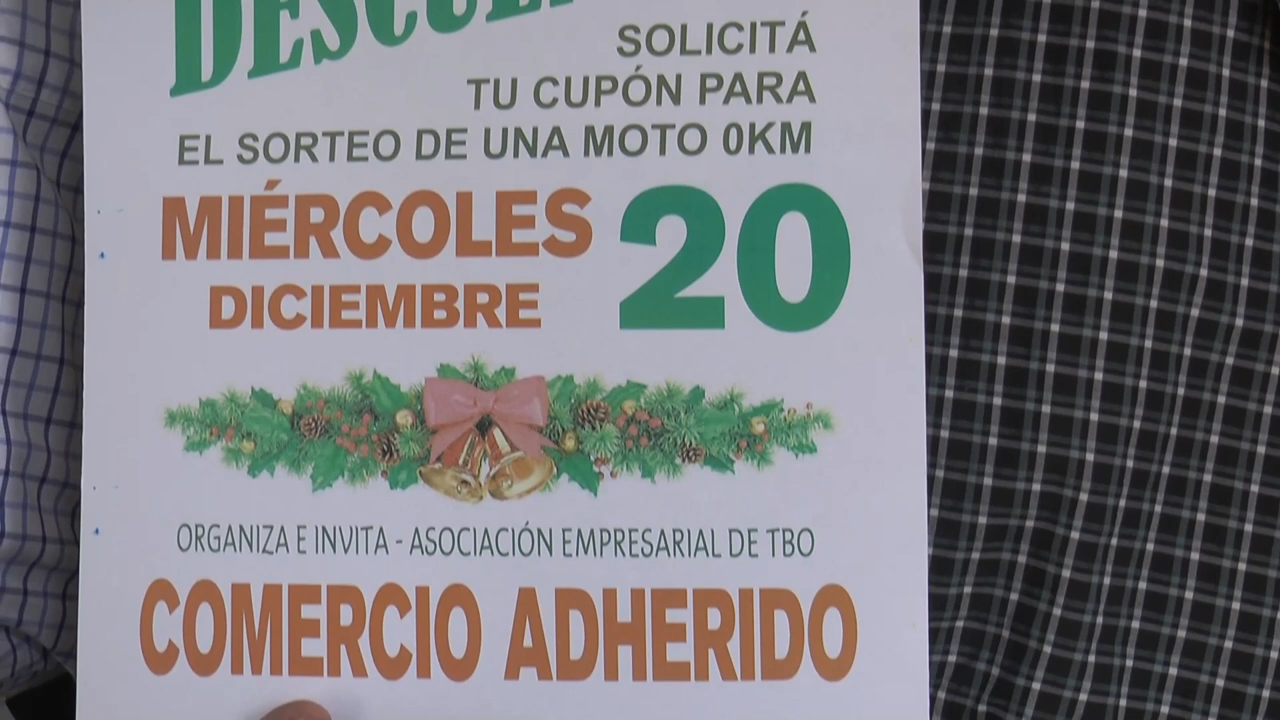 SOLICITÁ
TU CUPÓN PARA
EL SORTEO DE UNA MOTO 0KM
MIÉRCOLES 20
DICIEMBRE
ORGANIZA E INVITA - ASOCIACIÓN EMPRESARIAL DE TBO
COMERCIO ADHERIDO